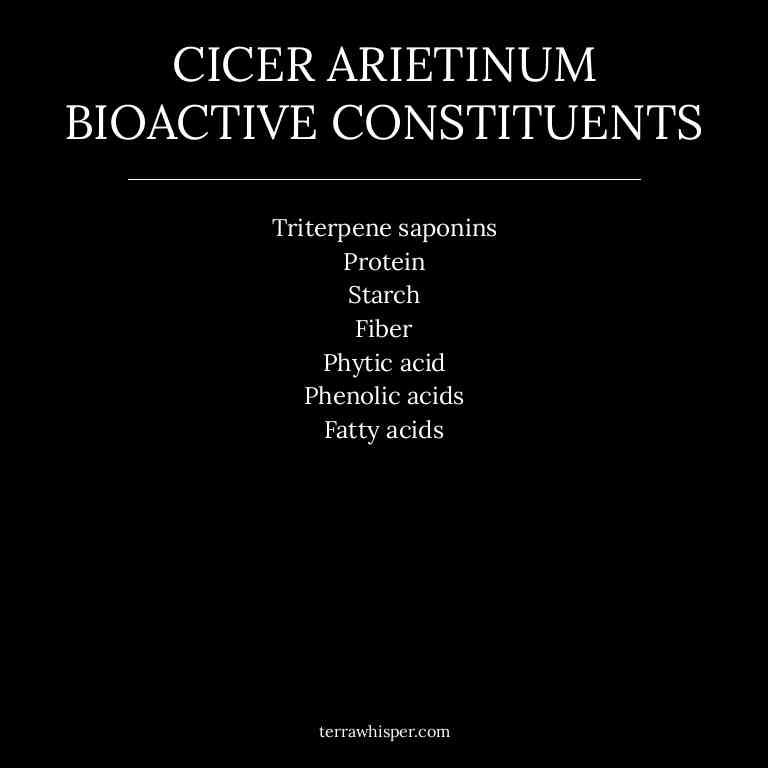 CICER ARIETINUM
BIOACTIVE CONSTITUENTS
Triterpene saponins
Protein
Starch
Fiber
Phytic acid
Phenolic acids
Fatty acids
terrawhisper.com